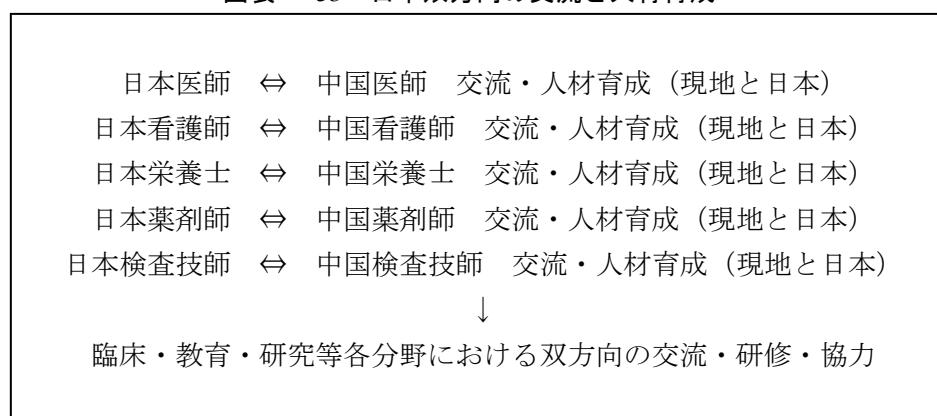 日本医師 ⇔ 中国医師 交流・人材育成（現地と日本）
日本看護師 ⇔ 中国看護師 交流・人材育成（現地と日本）
日本栄養士 ⇔ 中国栄養士 交流・人材育成（現地と日本）
日本薬剤師 ⇔ 中国薬剤師 交流・人材育成（現地と日本）
日本検査技師 ⇔ 中国検査技師 交流・人材育成（現地と日本）
↓
臨床・教育・研究等各分野における双方向の交流・研修・協力